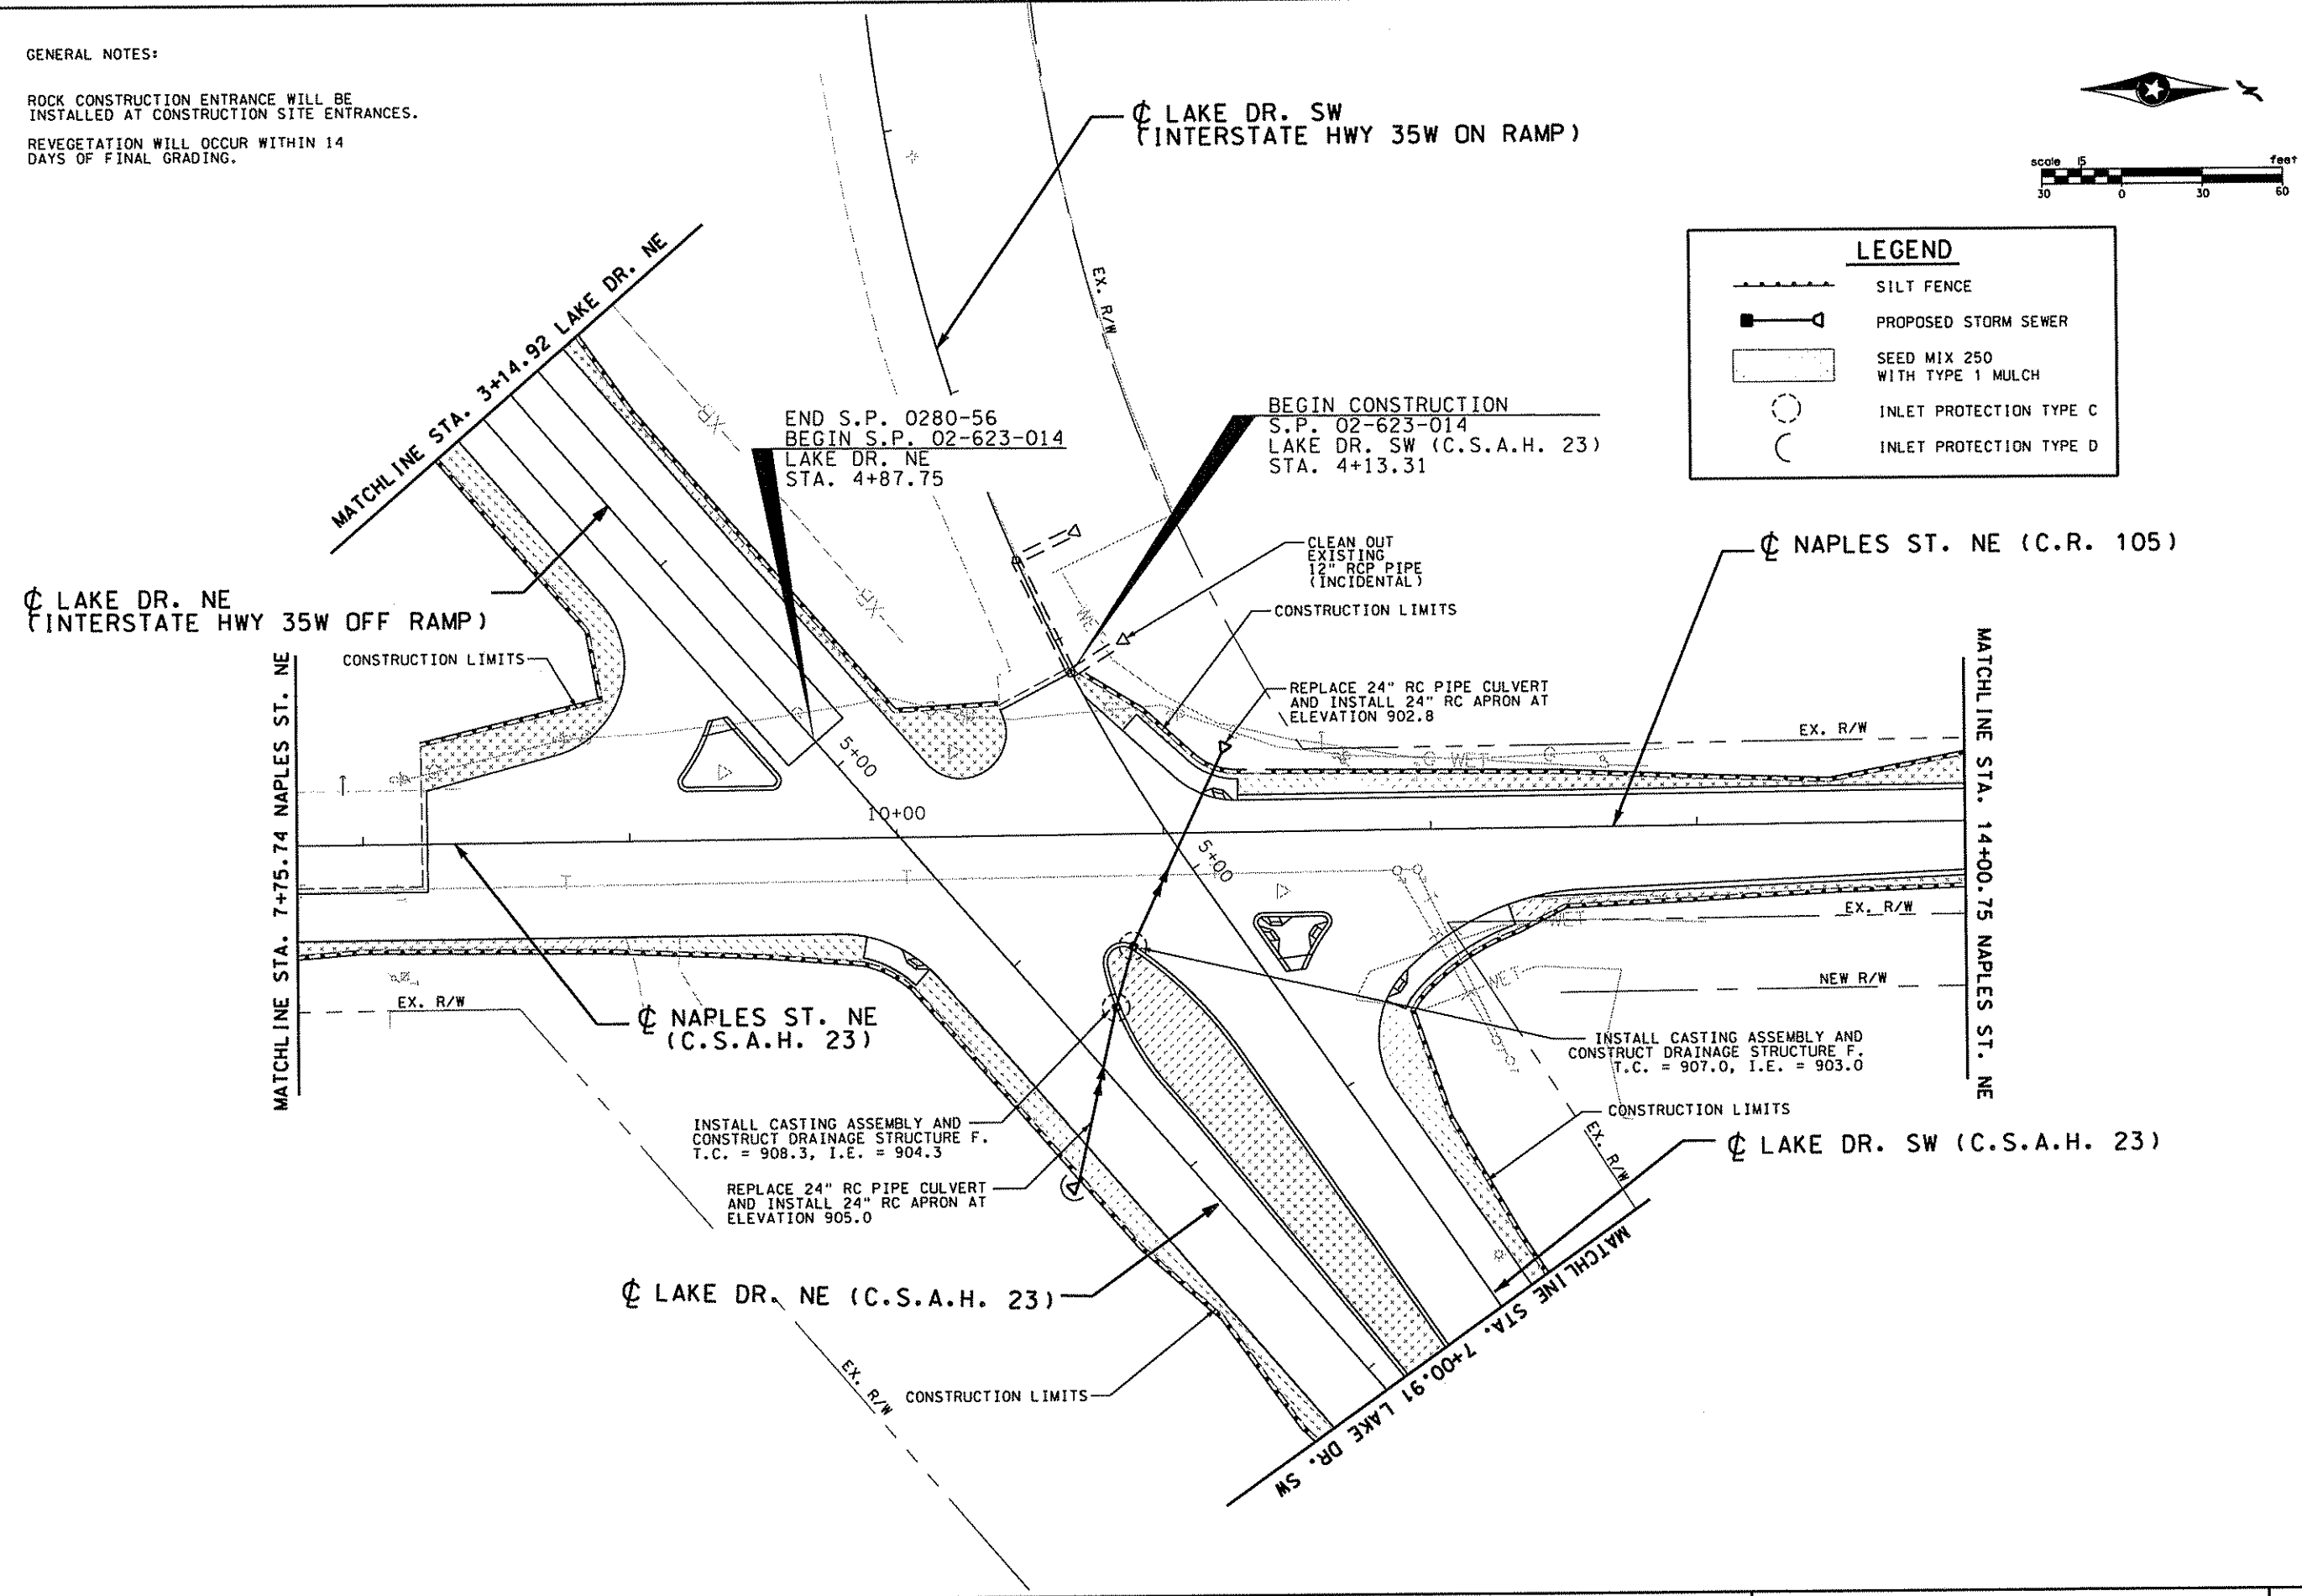 GENERAL NOTES:
ROCK CONSTRUCTION ENTRANCE WILL BE
INSTALLED AT CONSTRUCTION SITE ENTRANCES.
REVEGETATION WILL OCCUR WITHIN 14
DAYS OF FINAL GRADING.
℄ LAKE DR. SW
(INTERSTATE HWY 35W ON RAMP)
scale 15 feet
30 0 30 60
LEGEND
SILT FENCE
PROPOSED STORM SEWER
SEED MIX 250
WITH TYPE 1 MULCH
INLET PROTECTION TYPE C
INLET PROTECTION TYPE D
MATCHLINE STA. 3+14.92 LAKE DR. NE
EX. R/W
XR
XR
END S.P. 0280-56
BEGIN S.P. 02-623-014
LAKE DR. NE
STA. 4+87.75
BEGIN CONSTRUCTION
S.P. 02-623-014
LAKE DR. SW (C.S.A.H. 23)
STA. 4+13.31
CLEAN OUT
EXISTING
12" RCP PIPE
(INCIDENTAL)
CONSTRUCTION LIMITS
℄ NAPLES ST. NE (C.R. 105)
℄ LAKE DR. NE
(INTERSTATE HWY 35W OFF RAMP)
CONSTRUCTION LIMITS
REPLACE 24" RC PIPE CULVERT
AND INSTALL 24" RC APRON AT
ELEVATION 902.8
EX. R/W
WET
MATCHLINE STA. 7+75.74 NAPLES ST. NE
MATCHLINE STA. 14+00.75 NAPLES ST. NE
5+00
10+00
5+00
T
T
EX. R/W
WET
WET
NEW R/W
EX. R/W
℄ NAPLES ST. NE
(C.S.A.H. 23)
INSTALL CASTING ASSEMBLY AND
CONSTRUCT DRAINAGE STRUCTURE F.
T.C. = 907.0, I.E. = 903.0
CONSTRUCTION LIMITS
INSTALL CASTING ASSEMBLY AND
CONSTRUCT DRAINAGE STRUCTURE F.
T.C. = 908.3, I.E. = 904.3
EX. R/W
℄ LAKE DR. SW (C.S.A.H. 23)
REPLACE 24" RC PIPE CULVERT
AND INSTALL 24" RC APRON AT
ELEVATION 905.0
℄ LAKE DR. NE (C.S.A.H. 23)
MATCHLINE STA. 7+00.91 LAKE DR. SW
EX. R/W
CONSTRUCTION LIMITS